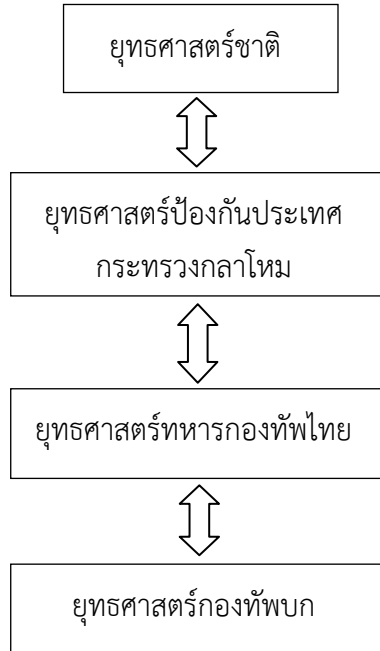 ยุทธศาสตร์ชาติ
ยุทธศาสตร์ป้องกันประเทศ
กระทรวงกลาโหม
ยุทธศาสตร์ทหารกองทัพไทย
ยุทธศาสตร์กองทัพบก